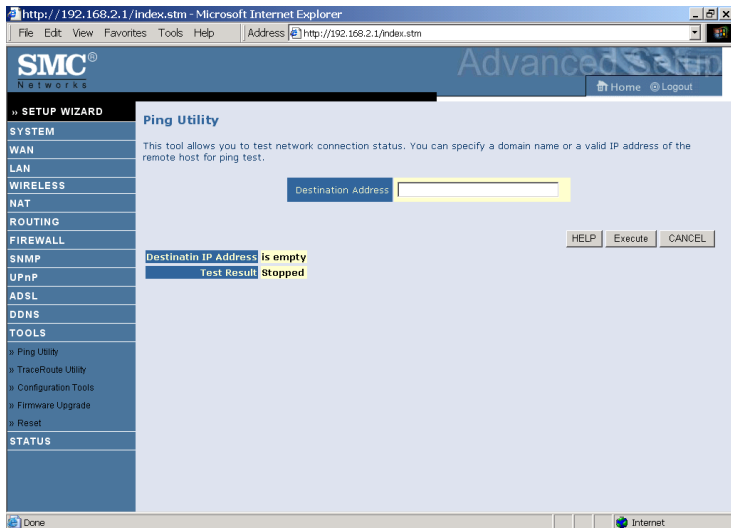 http://192.168.2.1/index.stm - Microsoft Internet Explorer
File Edit View Favorites Tools Help Address http://192.168.2.1/index.stm
SMC®
Networks
Advanced Setup
Home Logout
» SETUP WIZARD
SYSTEM
WAN
LAN
WIRELESS
NAT
ROUTING
FIREWALL
SNMP
UPnP
ADSL
DDNS
TOOLS
» Ping Utility
» TraceRoute Utility
» Configuration Tools
» Firmware Upgrade
» Reset
STATUS
Ping Utility
This tool allows you to test network connection status. You can specify a domain name or a valid IP address of the
remote host for ping test.
Destination Address
HELP Execute CANCEL
Destinatin IP Address is empty
Test Result Stopped
Done Internet